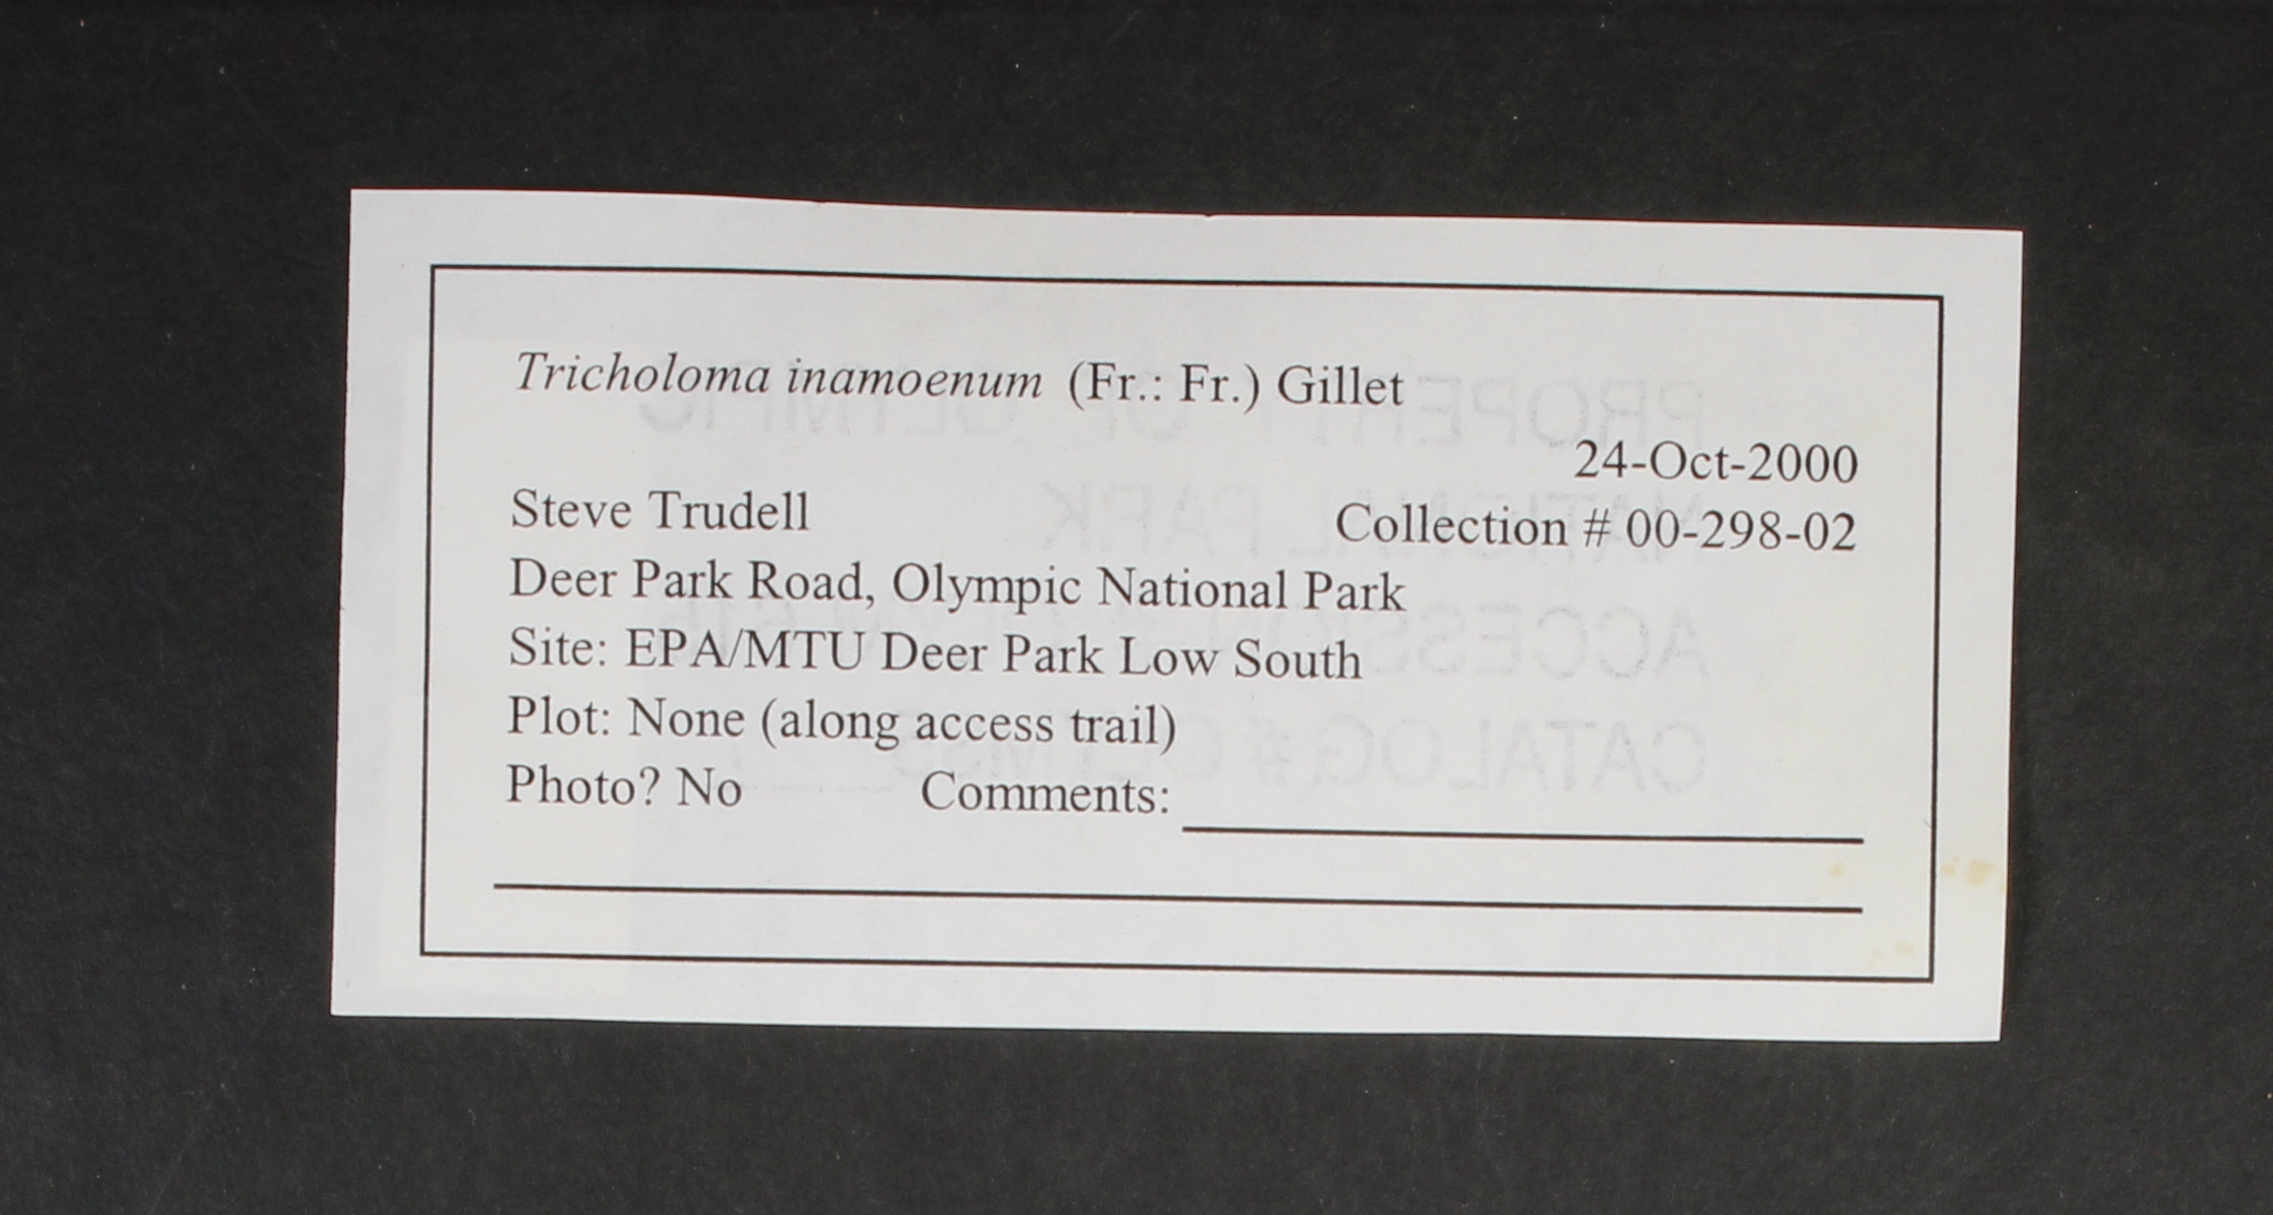 Tricholoma inamoenum (Fr.: Fr.) Gillet
24-Oct-2000
Steve Trudell Collection # 00-298-02
Deer Park Road, Olympic National Park
Site: EPA/MTU Deer Park Low South
Plot: None (along access trail)
Photo? No Comments: